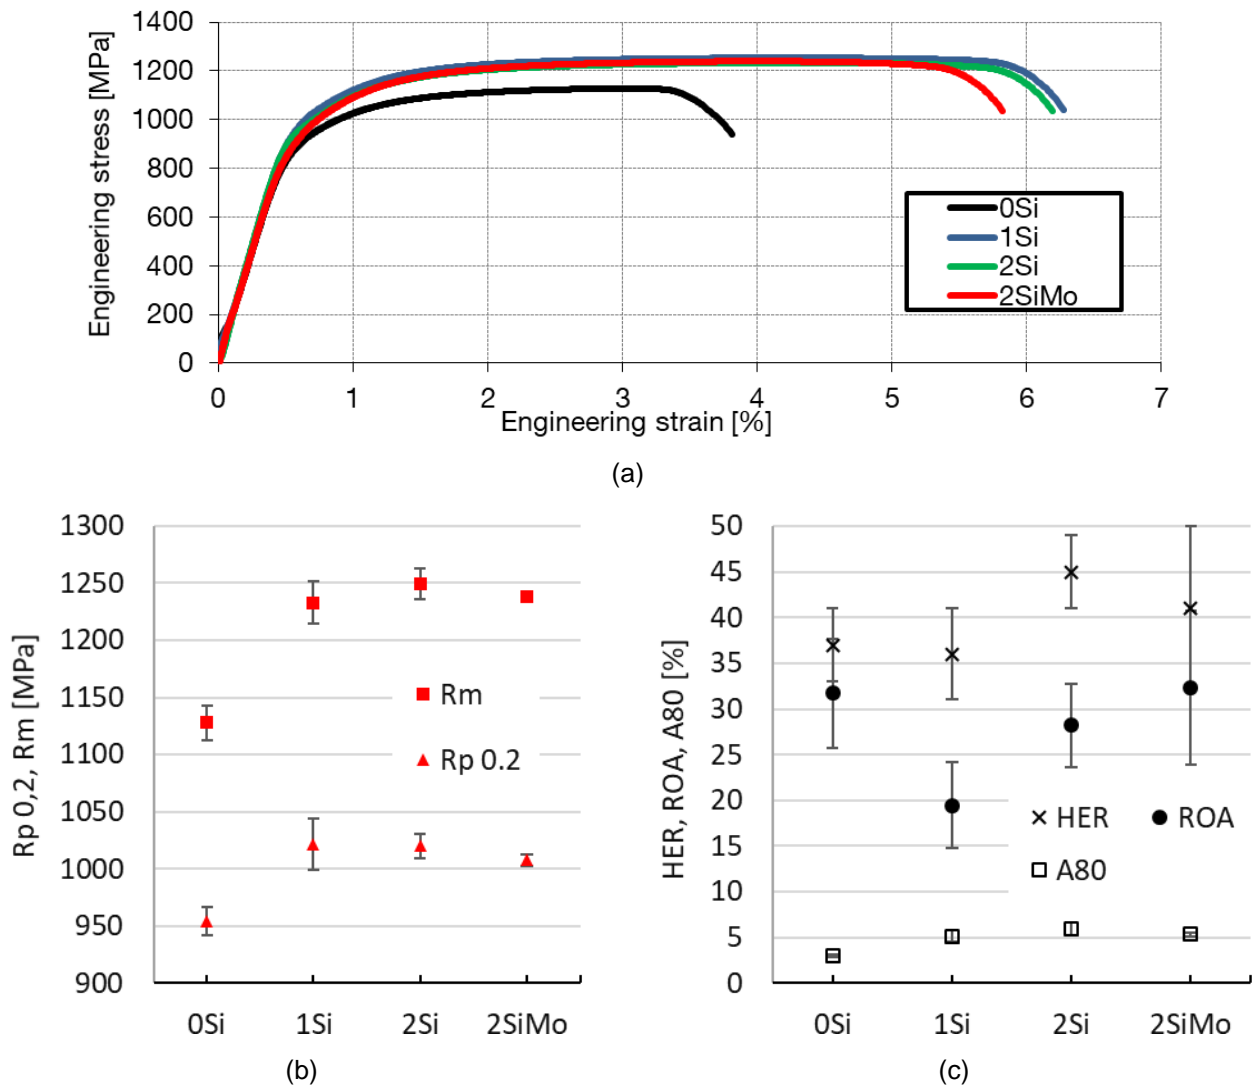 1400
1200
1000
800
600
400
200
0
Engineering stress [MPa]
0Si
1Si
2Si
2SiMo
0 1 2 3 4 5 6 7
Engineering strain [%]
(a)
1300
1250
1200
1150
1100
1050
1000
950
900
Rp 0,2, Rm [MPa]
Rm
Rp 0.2
0Si 1Si 2Si 2SiMo
(b)
50
45
40
35
30
25
20
15
10
5
0
HER, ROA, A80 [%]
HER ROA
A80
0Si 1Si 2Si 2SiMo
(c)